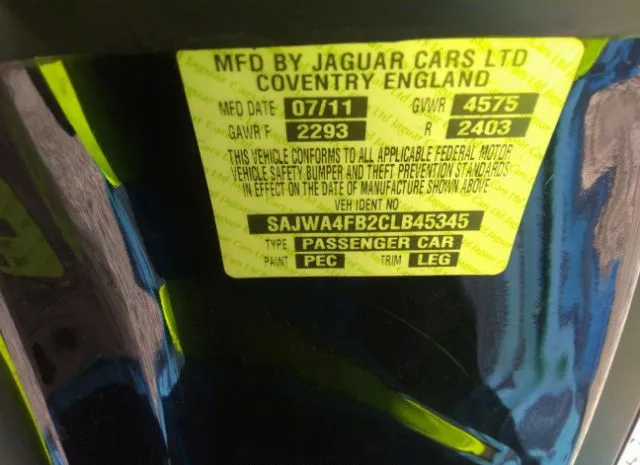 MFD BY JAGUAR CARS LTD
COVENTRY ENGLAND
MFD DATE 07/11 GVWR 4575
GAWR F 2293 R 2403
THIS VEHICLE CONFORMS TO ALL APPLICABLE FEDERAL MOTOR
VEHICLE SAFETY BUMPER AND THEFT PREVENTION STANDARDS
IN EFFECT ON THE DATE OF MANUFACTURE SHOWN ABOVE
VEH IDENT NO
SAJWA4FB2CLB45345
TYPE PASSENGER CAR
PAINT PEC TRIM LEG